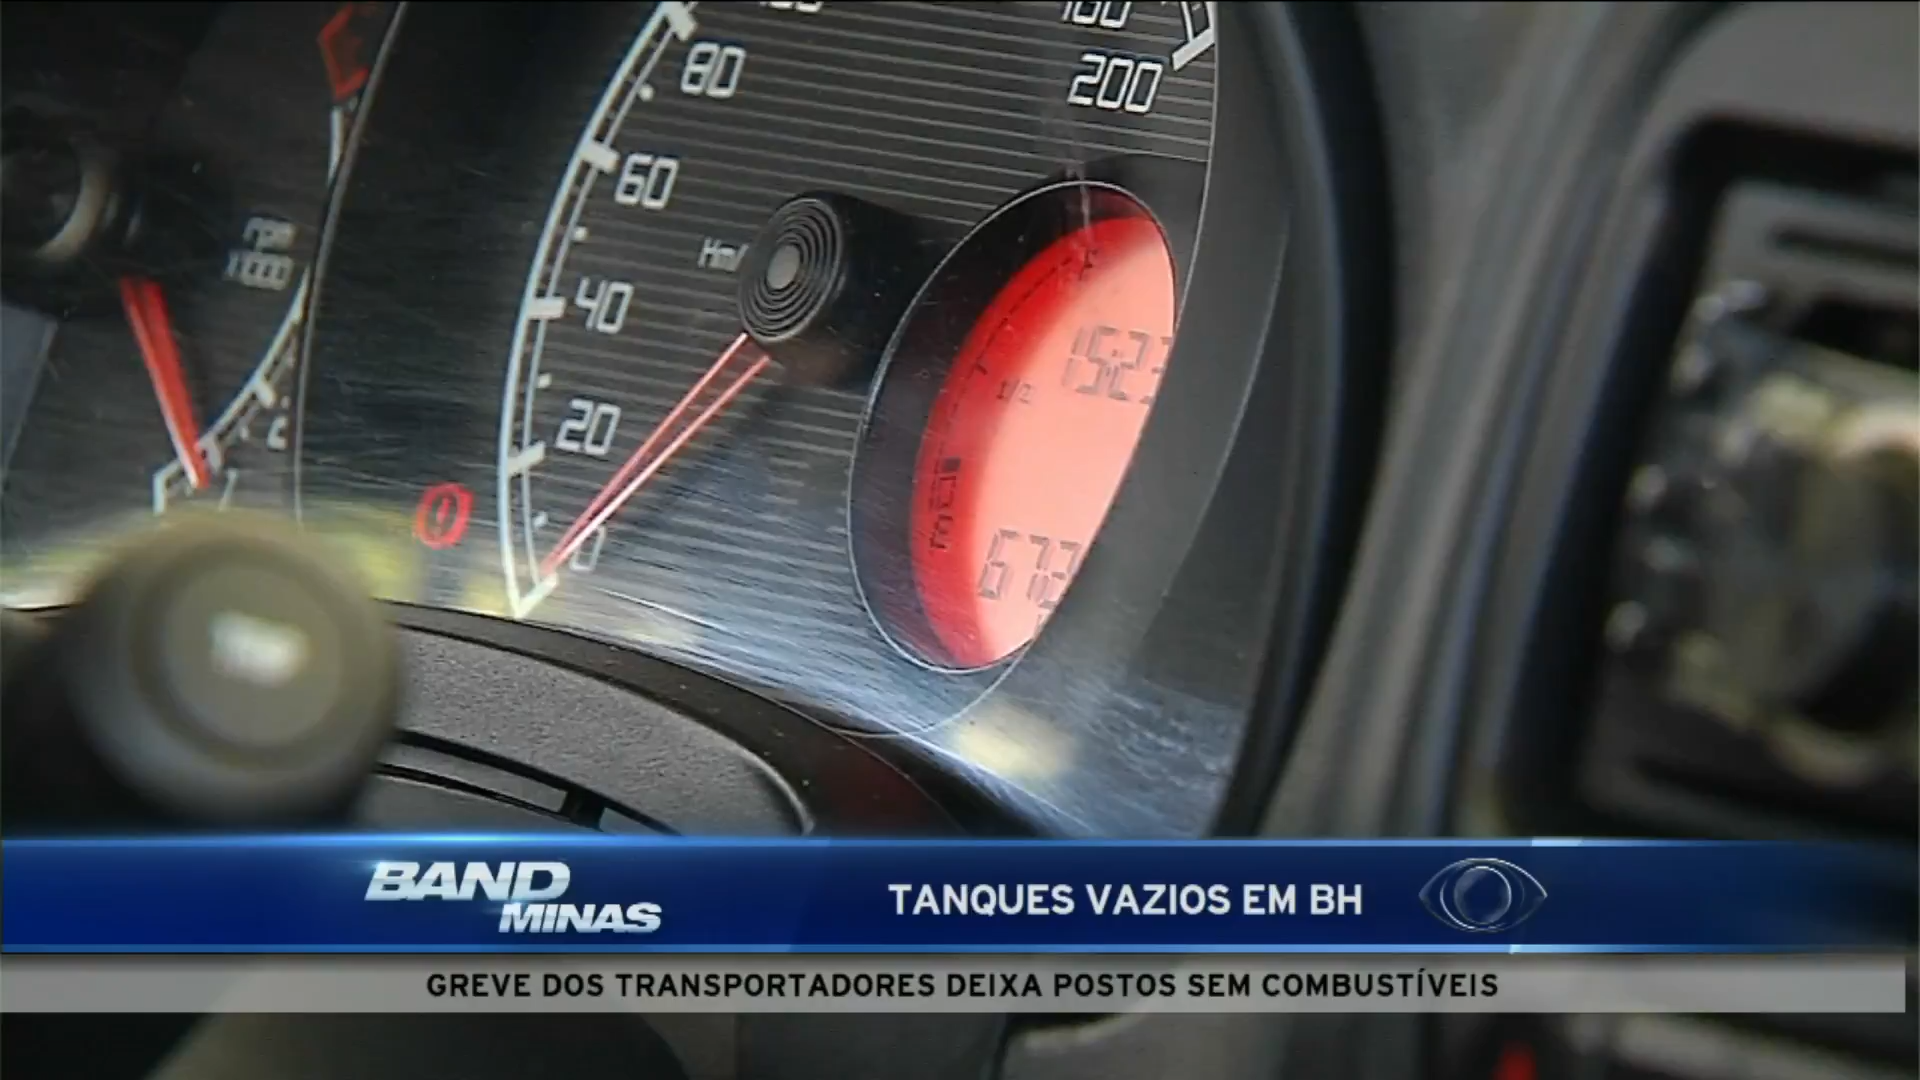 80
200
60
rpm
x1000
40
1/2
20
0
672
BAND
MINAS
TANQUES VAZIOS EM BH
GREVE DOS TRANSPORTADORES DEIXA POSTOS SEM COMBUSTÍVEIS